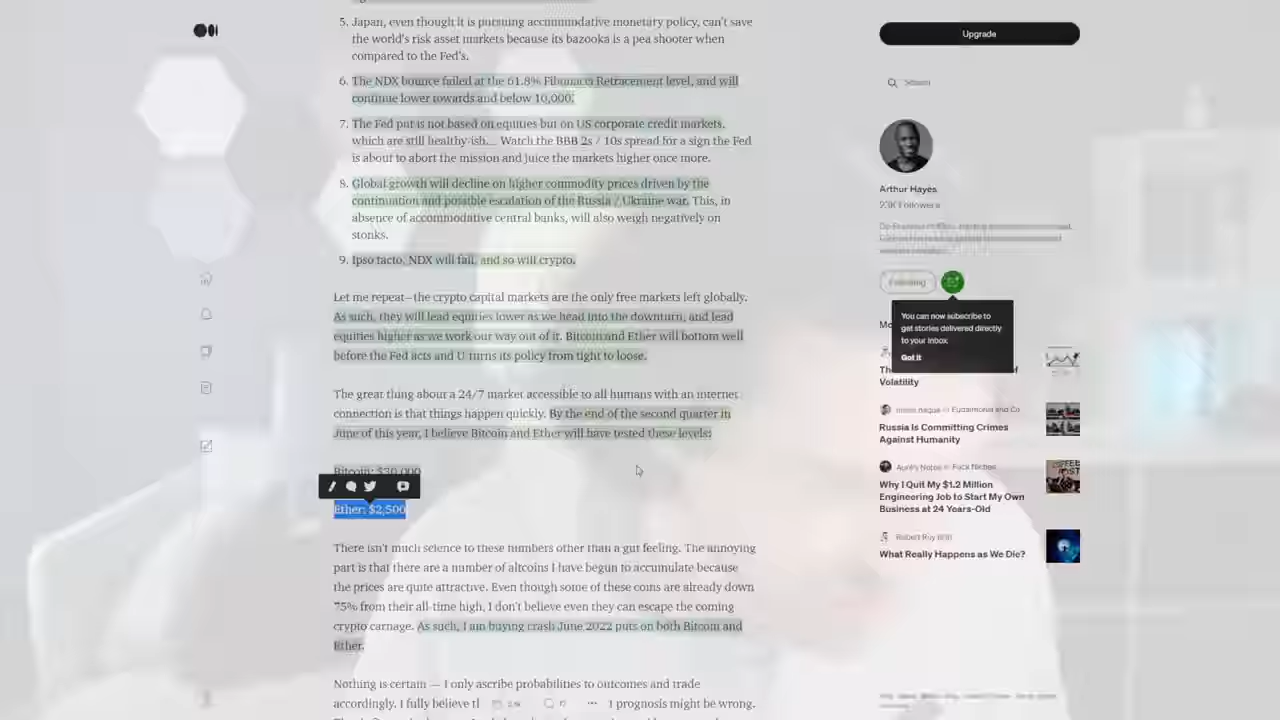 5. Japan, even though it is pursuing accommodative monetary policy, can't save
the world's risk asset markets because its bazooka is a pea shooter when
compared to the Fed's.
6. The NDX bounce failed at the 61.8% Fibonacci Retracement level, and will
continue lower towards and below 10,000.
7. The Fed put is not based on equities but on US corporate credit markets,
which are still healthy-ish… Watch the BBB 2s / 10s spread for a sign the Fed
is about to abort the mission and juice the markets higher once more.
8. Global growth will decline on higher commodity prices driven by the
continuation and possible escalation of the Russia / Ukraine war. This, in
absence of accommodative central banks, will also weigh negatively on
stonks.
9. Ipso facto, NDX will fall, and so will crypto.
Let me repeat—the crypto capital markets are the only free markets left globally.
As such, they will lead equities lower as we head into the downturn, and lead
equities higher as we work our way out of it. Bitcoin and Ether will bottom well
before the Fed acts and U turns its policy from tight to loose.
The great thing about a 24/7 market accessible to all humans with an internet
connection is that things happen quickly. By the end of the second quarter in
June of this year, I believe Bitcoin and Ether will have tested these levels:
Bitcoin: $30,000
Ether: $2,500
There isn't much science to these numbers other than a gut feeling. The annoying
part is that there are a number of altcoins I have begun to accumulate because
the prices are quite attractive. Even though some of these coins are already down
75% from their all-time high, I don't believe even they can escape the coming
crypto carnage. As such, I am buying crash June 2022 puts on both Bitcoin and
Ether.
Nothing is certain — I only ascribe probabilities to outcomes and trade
accordingly. I fully believe
prognosis might be wrong.
Upgrade
Search
Arthur Hayes
Followers
Following
You can now subscribe to
get stories delivered directly
to your inbox
Got it
of
Volatility
Eudaimonia and Co
Russia Is Committing Crimes
Against Humanity
Why I Quit My $1.2 Million
Engineering Job to Start My Own
Business at 24 Years-Old
Robert Roy Britt
What Really Happens as We Die?